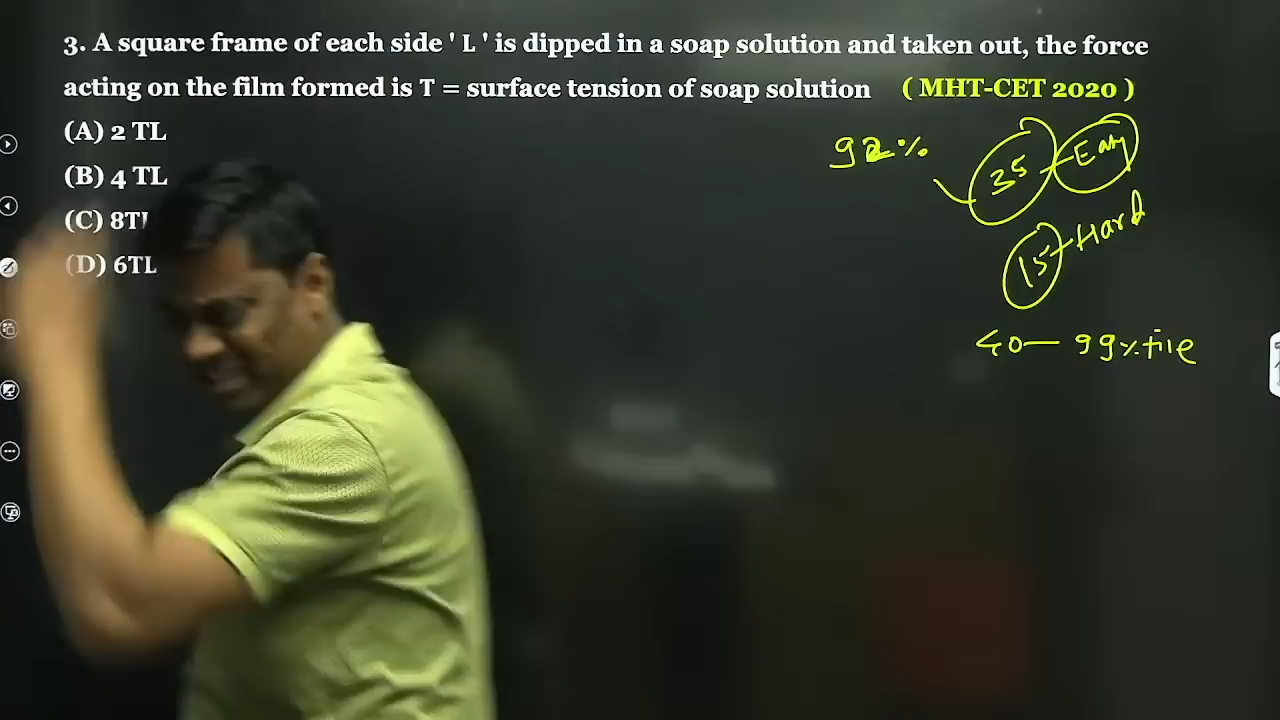 3. A square frame of each side ' L ' is dipped in a soap solution and taken out, the force
acting on the film formed is T = surface tension of soap solution ( MHT-CET 2020 )
(A) 2 TL
(B) 4 TL
(C) 8TL
(D) 6TL
92%
35 Easy
15 Hard
40 — 99%tile